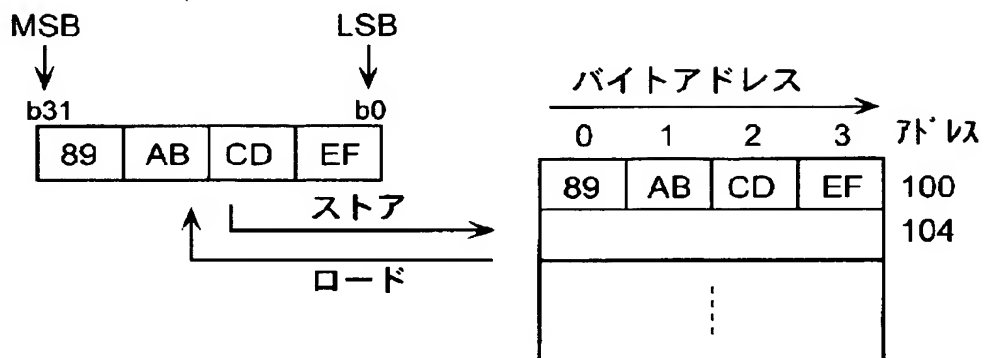 MSB LSB
b31 b0
89 AB CD EF
ストア
ロード
バイトアドレス
0 1 2 3 アドレス
89 AB CD EF 100
104